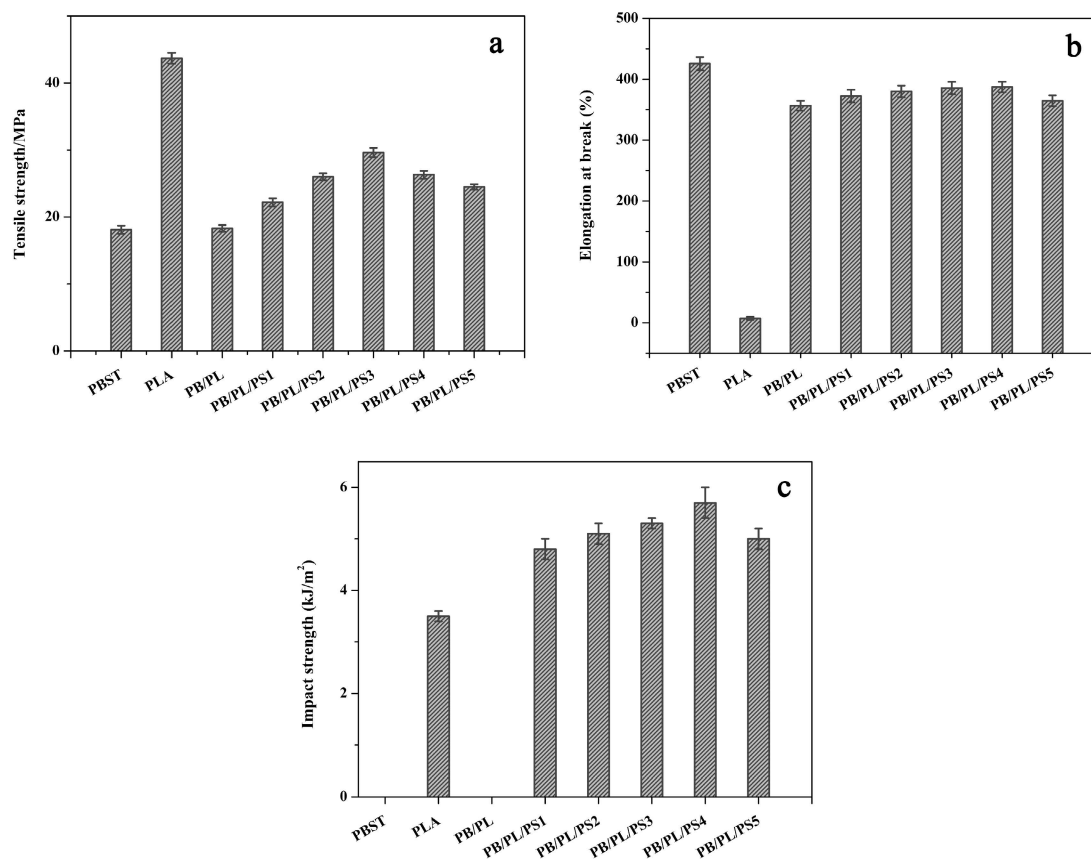 a
Tensile strength/MPa
40
20
0
PBST
PLA
PB/PL
PB/PL/PS1
PB/PL/PS2
PB/PL/PS3
PB/PL/PS4
PB/PL/PS5
b
Elongation at break (%)
500
400
300
200
100
0
PBST
PLA
PB/PL
PB/PL/PS1
PB/PL/PS2
PB/PL/PS3
PB/PL/PS4
PB/PL/PS5
c
Impact strength (kJ/m²)
6
4
2
0
PBST
PLA
PB/PL
PB/PL/PS1
PB/PL/PS2
PB/PL/PS3
PB/PL/PS4
PB/PL/PS5